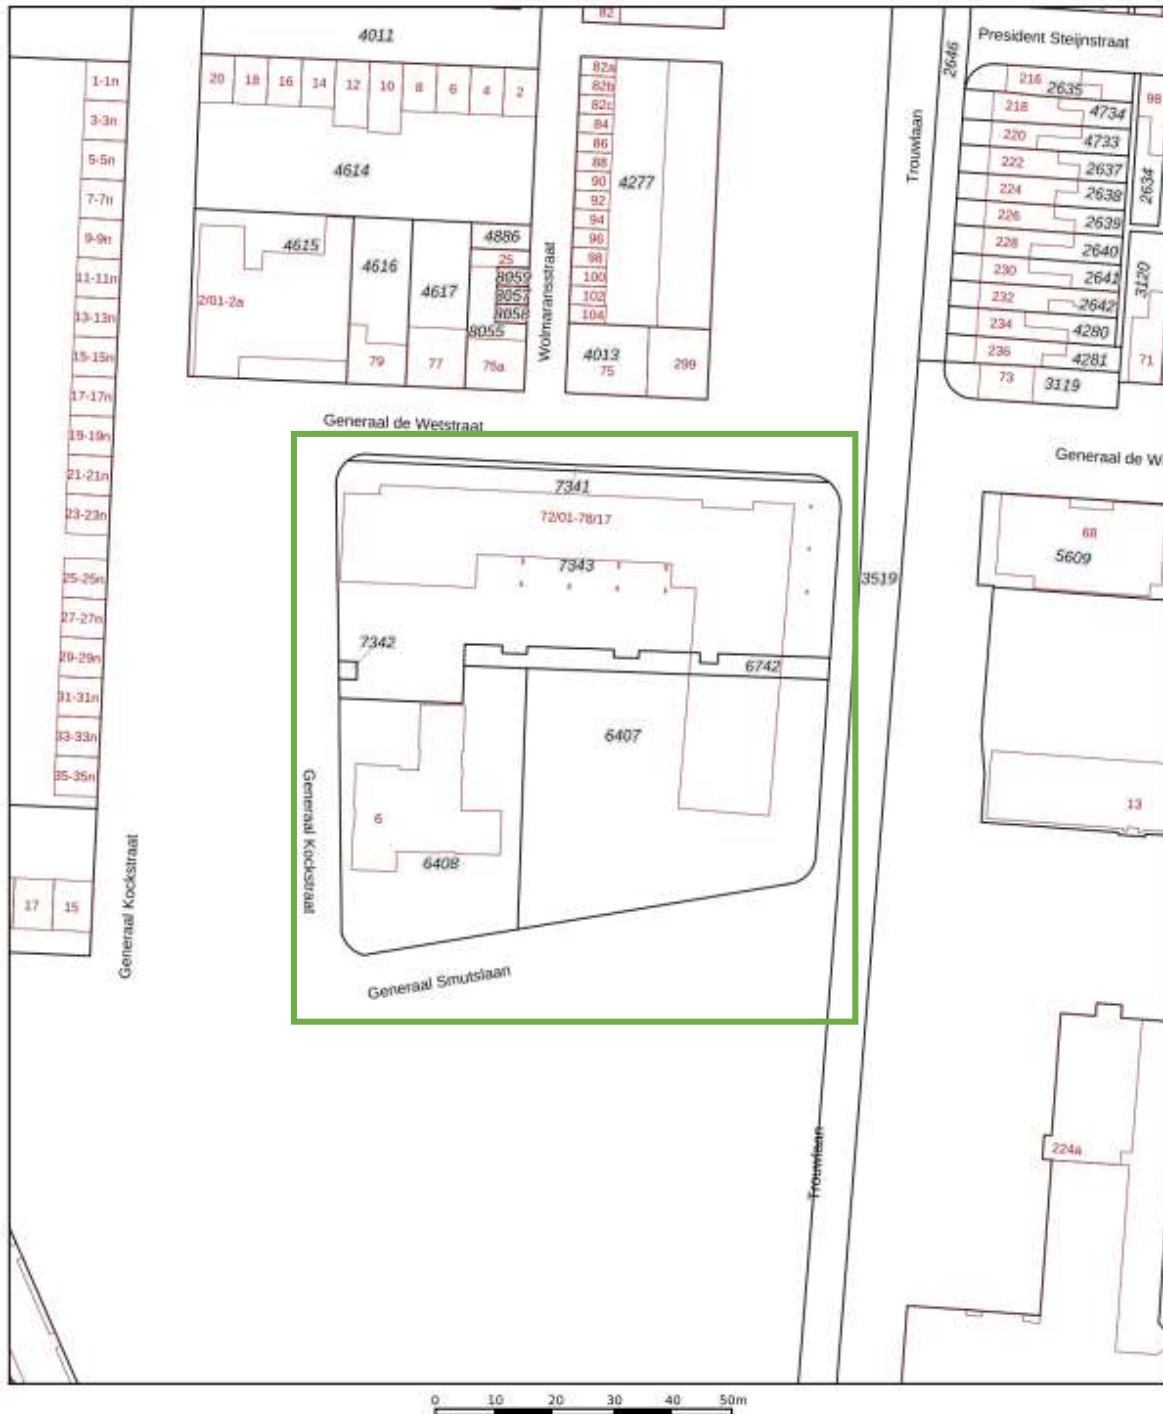 4011
82
President Steijnstraat
2646
20 18 16 14 12 10 8 6 4 2
1-1n
3-3n
5-5n
7-7n
9-9n
11-11n
13-13n
15-15n
17-17n
19-19n
21-21n
23-23n
25-25n
27-27n
29-29n
31-31n
33-33n
35-35n
4614
82a
82b
82c
84
86
88
90
92
94
96
98
100
102
104
4277
Trouwlaan
216 2635
218 4734
220 4733
222 2637
224 2638
226 2639
228 2640
230 2641
232 2642
234 4280
236 4281
73 3119
98
2634
3120
71
4615
2/01-2a
4616
79
4617
77
4886
25
8059
8057
8058
8055
75a
Wolmaransstraat
4013
75
299
Generaal de Wetstraat
Generaal de W
7341
72/01-78/17
7343
3519
68
5609
7342
6742
6407
Generaal Kockstraat
6
6408
13
17 15
Generaal Kockstraat
Generaal Smutslaan
Trouwlaan
224a
0 10 20 30 40 50m